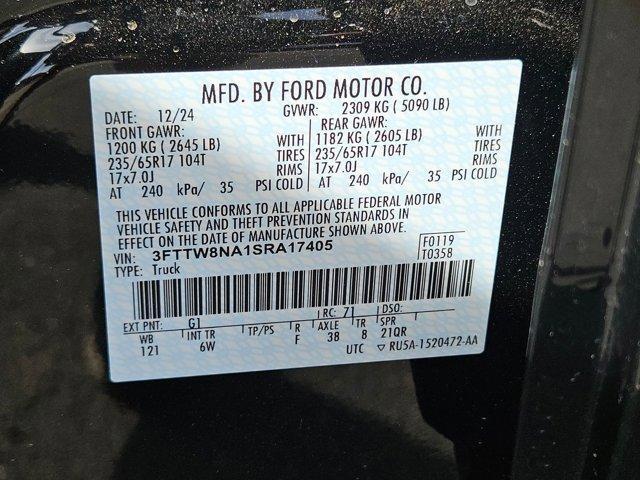 MFD. BY FORD MOTOR CO.
DATE: 12/24 GVWR: 2309 KG ( 5090 LB)
FRONT GAWR: REAR GAWR:
1200 KG ( 2645 LB) WITH 1182 KG ( 2605 LB) WITH
235/65R17 104T TIRES 235/65R17 104T TIRES
17x7.0J RIMS 17x7.0J RIMS
AT 240 kPa/ 35 PSI COLD AT 240 kPa/ 35 PSI COLD
THIS VEHICLE CONFORMS TO ALL APPLICABLE FEDERAL MOTOR
VEHICLE SAFETY AND THEFT PREVENTION STANDARDS IN
EFFECT ON THE DATE OF MANUFACTURE SHOWN ABOVE.
VIN: 3FTTW8NA1SRA17405 F0119
TYPE: Truck T0358
EXT PNT: G1 RC: 71 DSO:
WB INT TR TP/PS R AXLE TR SPR
121 6W F 38 8 21QR
UTC ▽ RU5A-1520472-AA